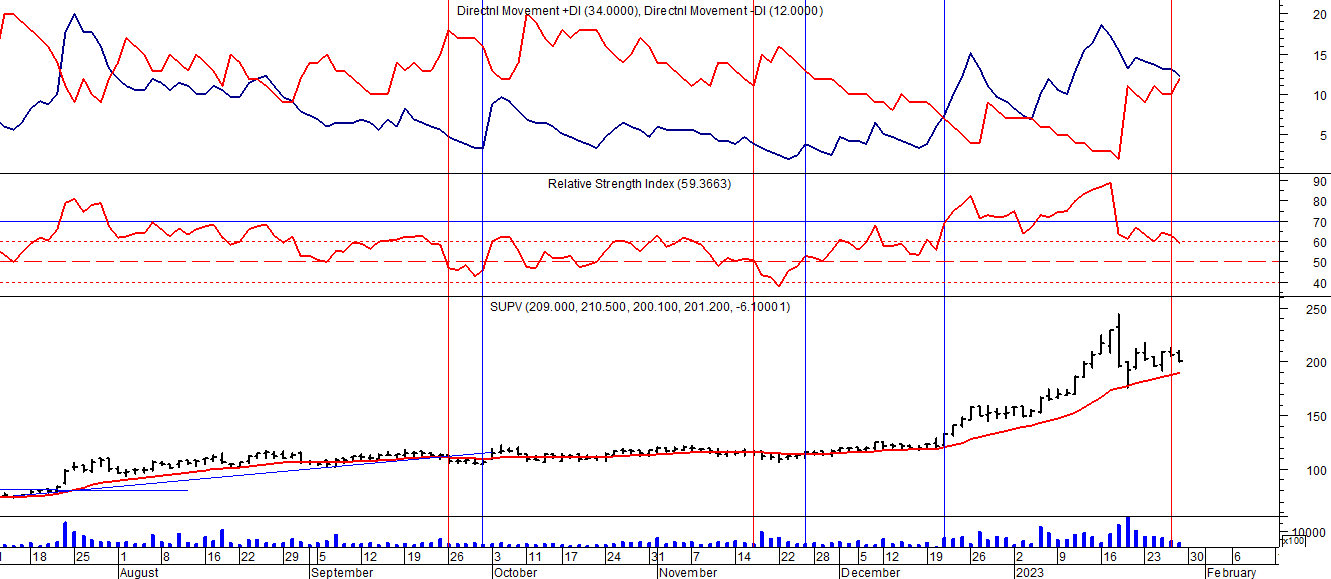 Directnl Movement +DI (34.0000), Directnl Movement -DI (12.0000)
20
15
10
5
Relative Strength Index (59.3663)
90
80
70
60
50
40
SUPV (209.000, 210.500, 200.100, 201.200, -6.10001)
250
200
150
100
10000
x100
18 25 1 8 16 22 29 5 12 19 26 3 11 17 24 31 7 14 22 28 5 12 19 26 2 9 16 23 30 6
August September October November December 2023 February